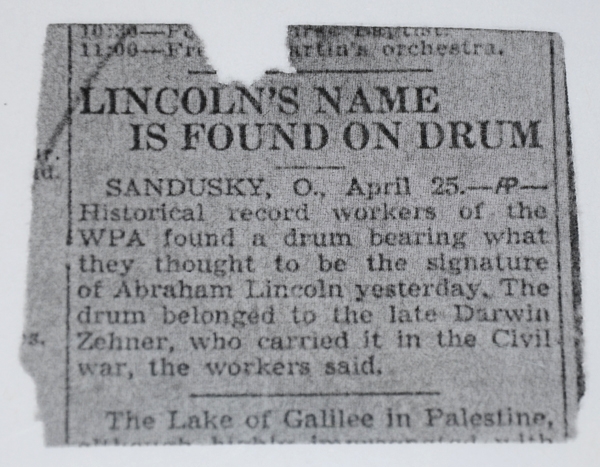 11:00—Fr artin's orchestra.
LINCOLN'S NAME
IS FOUND ON DRUM
SANDUSKY, O., April 25.—AP—
Historical record workers of the
WPA found a drum bearing what
they thought to be the signature
of Abraham Lincoln yesterday. The
drum belonged to the late Darwin
Zehner, who carried it in the Civil
war, the workers said.
The Lake of Galilee in Palestine,